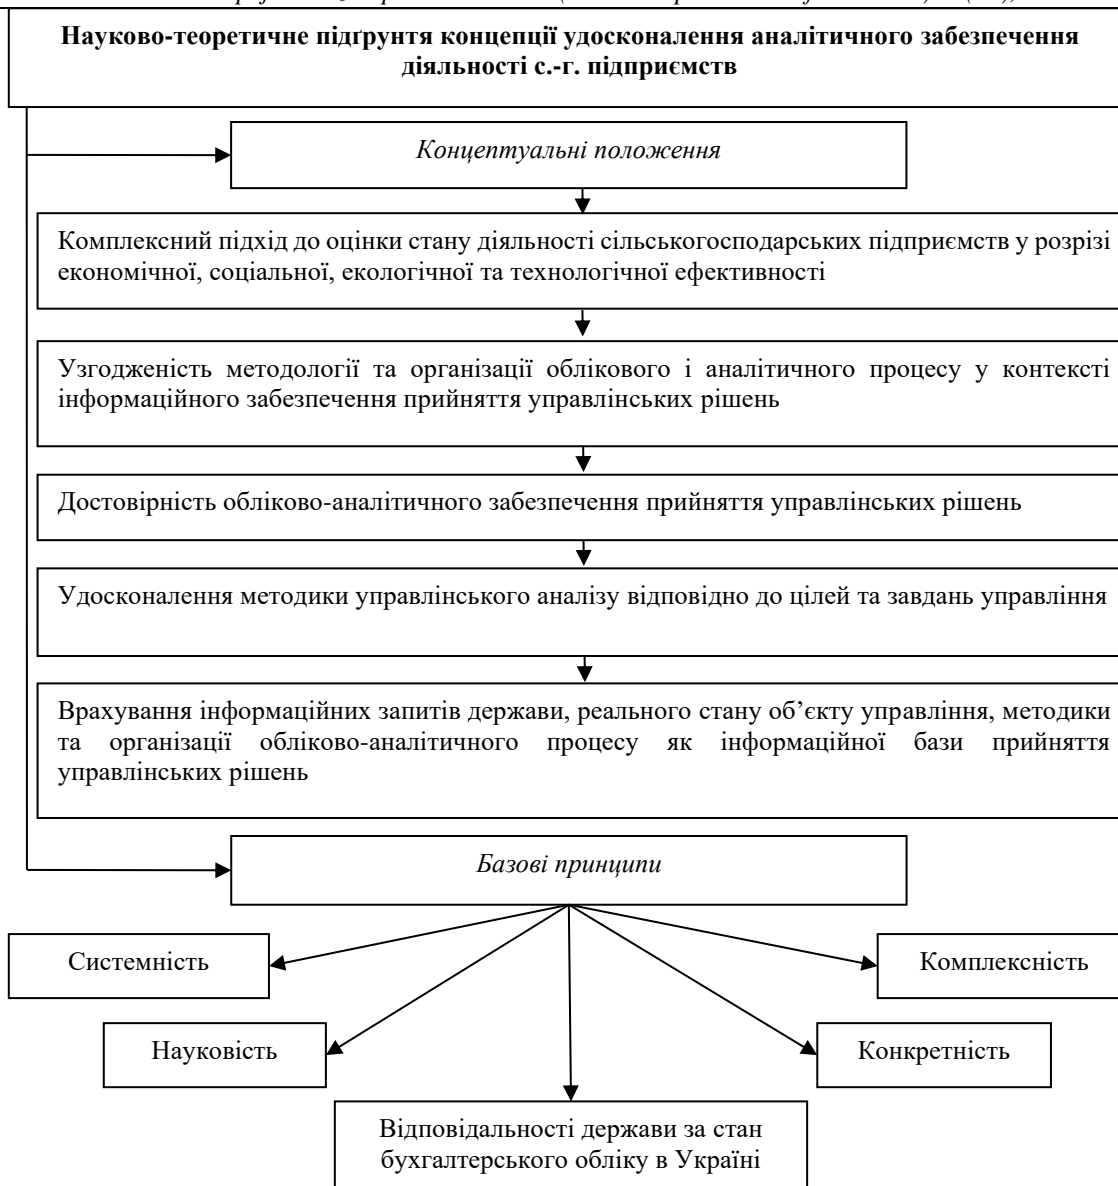 Науково-теоретичне підґрунтя концепції удосконалення аналітичного забезпечення
діяльності с.-г. підприємств
Концептуальні положення
Комплексний підхід до оцінки стану діяльності сільськогосподарських підприємств у розрізі
економічної, соціальної, екологічної та технологічної ефективності
Узгодженість методології та організації облікового і аналітичного процесу у контексті
інформаційного забезпечення прийняття управлінських рішень
Достовірність обліково-аналітичного забезпечення прийняття управлінських рішень
Удосконалення методики управлінського аналізу відповідно до цілей та завдань управління
Врахування інформаційних запитів держави, реального стану об’єкту управління, методики
та організації обліково-аналітичного процесу як інформаційної бази прийняття
управлінських рішень
Базові принципи
Системність
Комплексність
Науковість
Конкретність
Відповідальності держави за стан
бухгалтерського обліку в Україні